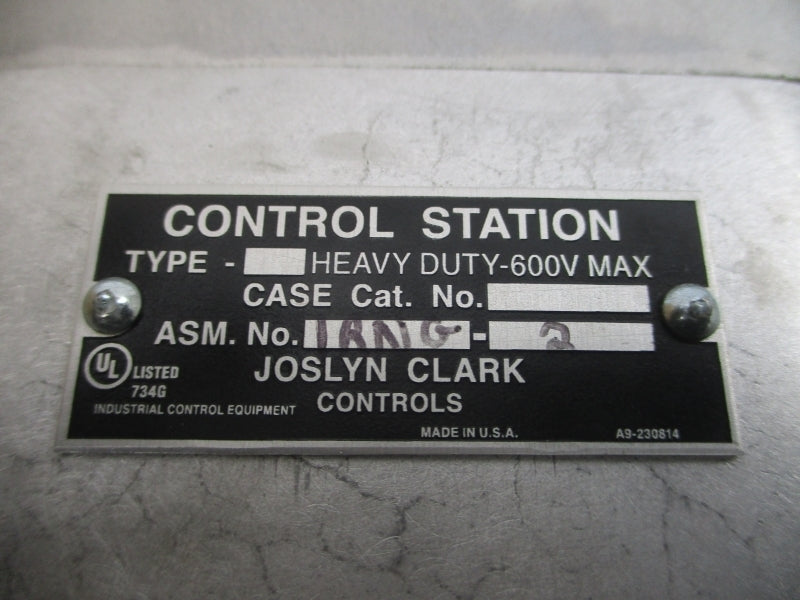 CONTROL STATION
TYPE - HEAVY DUTY-600V MAX
CASE Cat. No.
ASM. No. - 2
UL LISTED
734G
JOSLYN CLARK
INDUSTRIAL CONTROL EQUIPMENT
CONTROLS
MADE IN U.S.A. A9-230814